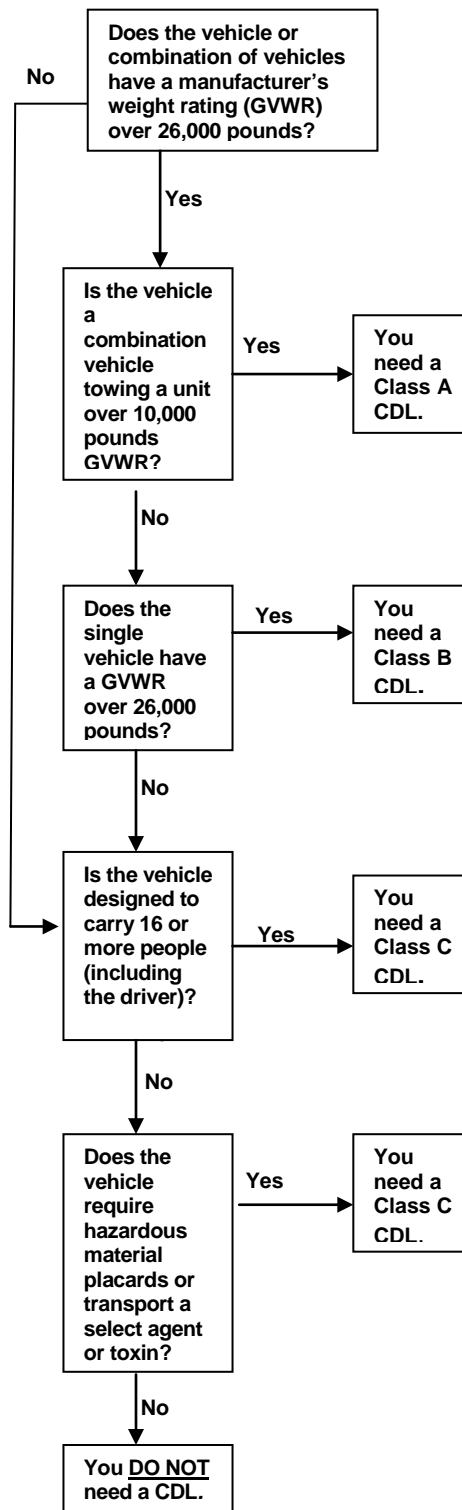 Does the vehicle or
combination of vehicles
have a manufacturer’s
weight rating (GVWR)
over 26,000 pounds?
No
Yes
Is the vehicle
a
combination
vehicle
towing a unit
over 10,000
pounds
GVWR?
Yes
You
need a
Class A
CDL.
No
Does the
single
vehicle have
a GVWR
over 26,000
pounds?
Yes
You
need a
Class B
CDL.
No
Is the vehicle
designed to
carry 16 or
more people
(including
the driver)?
Yes
You
need a
Class C
CDL.
No
Does the
vehicle
require
hazardous
material
placards or
transport a
select agent
or toxin?
Yes
You
need a
Class C
CDL.
No
You DO NOT
need a CDL.